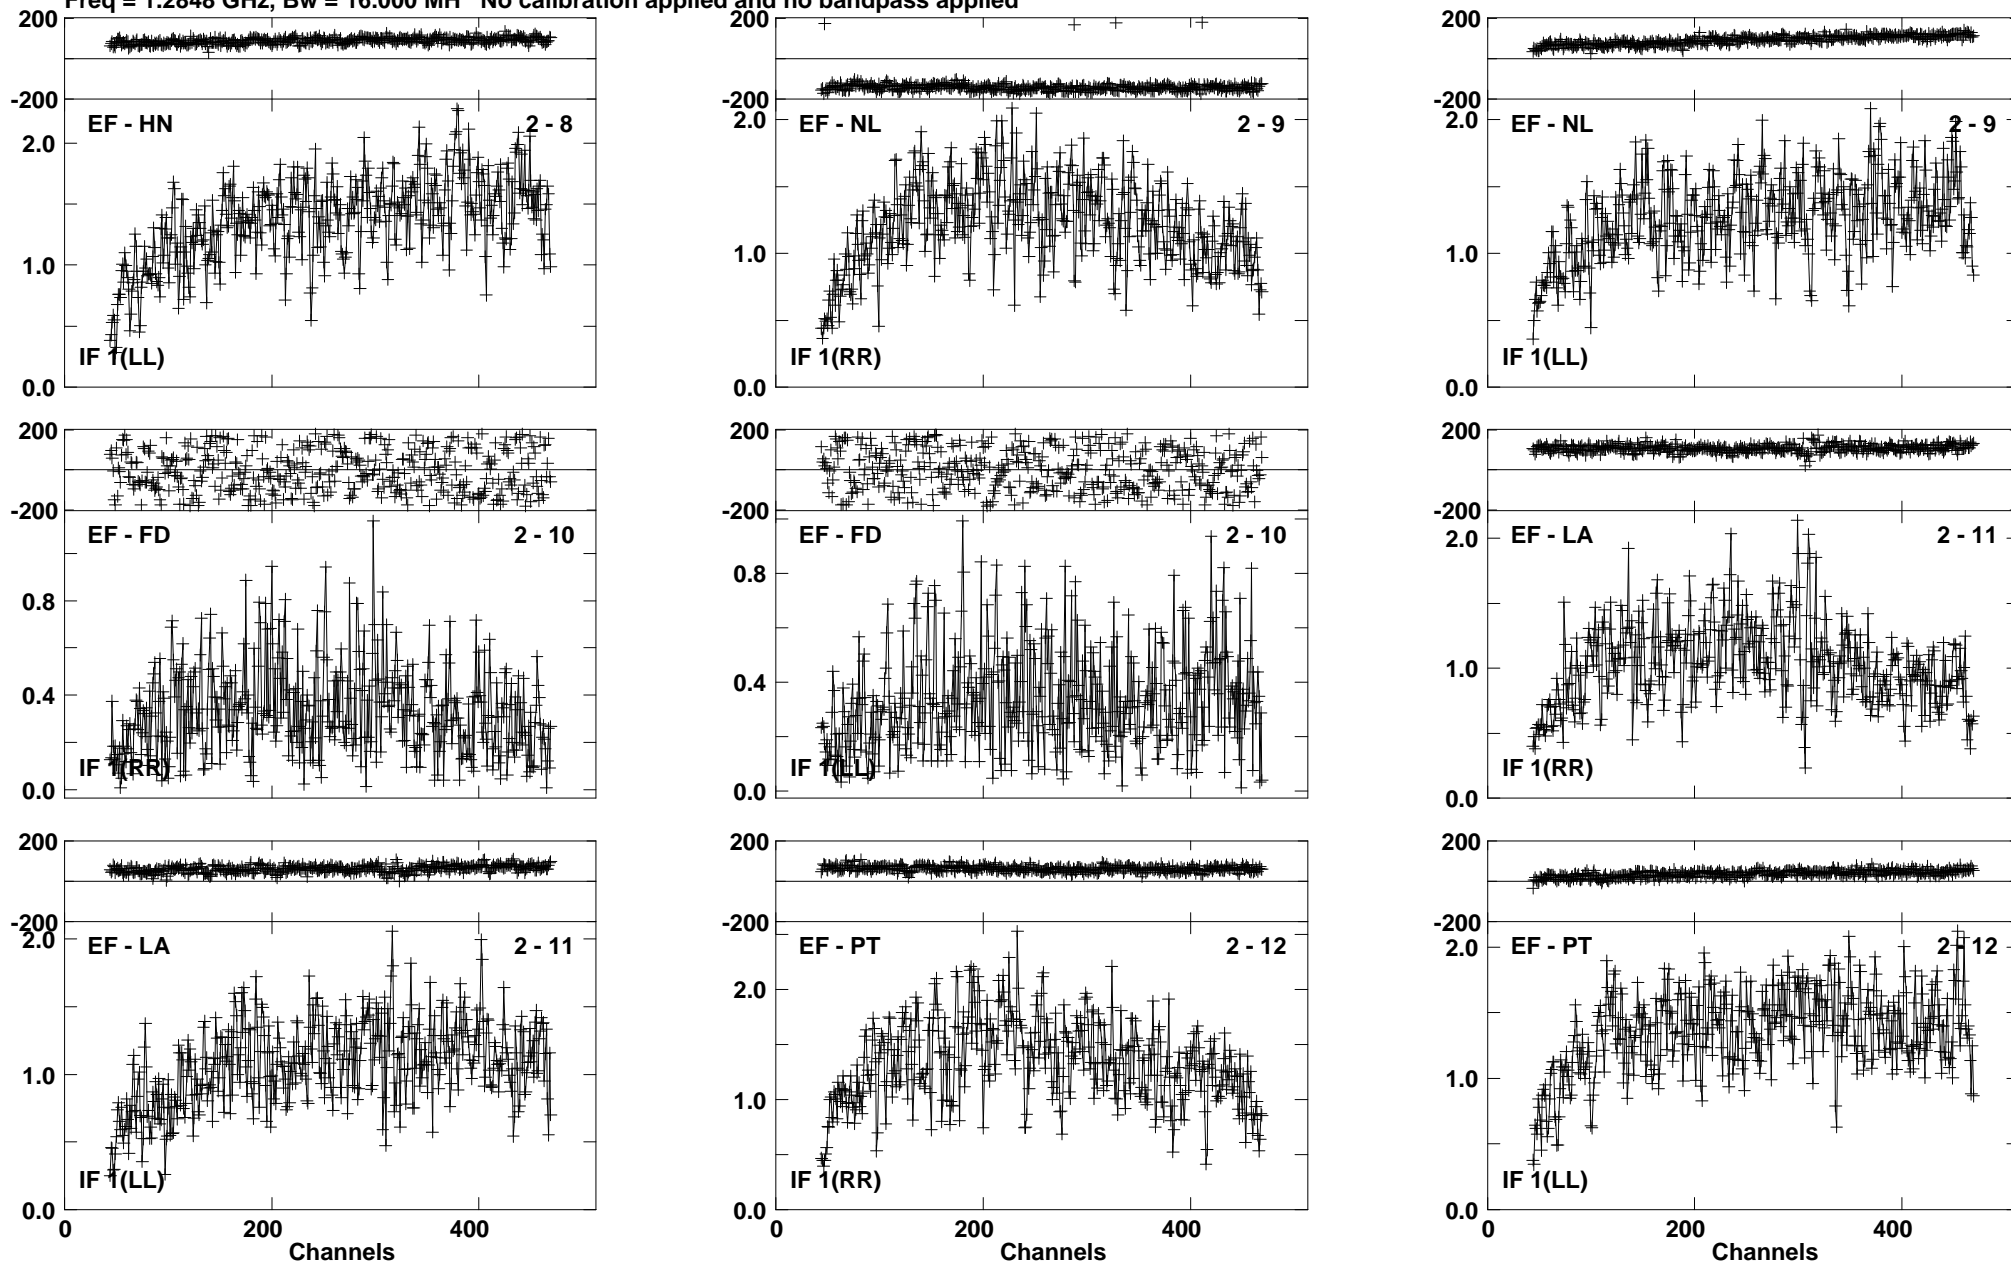 Freq = 1.2848 GHz, Bw = 16.000 MH No calibration applied and no bandpass applied
200
-200
EF - HN 2 - 8
2.0
1.0
0.0
IF 1(LL)
-200
EF - NL 2 - 9
2.0
1.0
0.0
IF 1(RR)
200
-200
EF - NL 2 - 9
2.0
1.0
0.0
IF 1(LL)
200
-200
EF - FD 2 - 10
0.8
0.4
0.0
IF 1(RR)
200
-200
EF - FD 2 - 10
0.8
0.4
0.0
IF 1(LL)
200
-200
EF - LA 2 - 11
2.0
1.0
0.0
IF 1(RR)
200
-200
EF - LA 2 - 11
2.0
1.0
0.0
IF 1(LL)
0 200 400
Channels
200
-200
EF - PT 2 - 12
2.0
1.0
0.0
IF 1(RR)
0 200 400
Channels
200
-200
EF - PT 2 - 12
2.0
1.0
0.0
IF 1(LL)
0 200 400
Channels